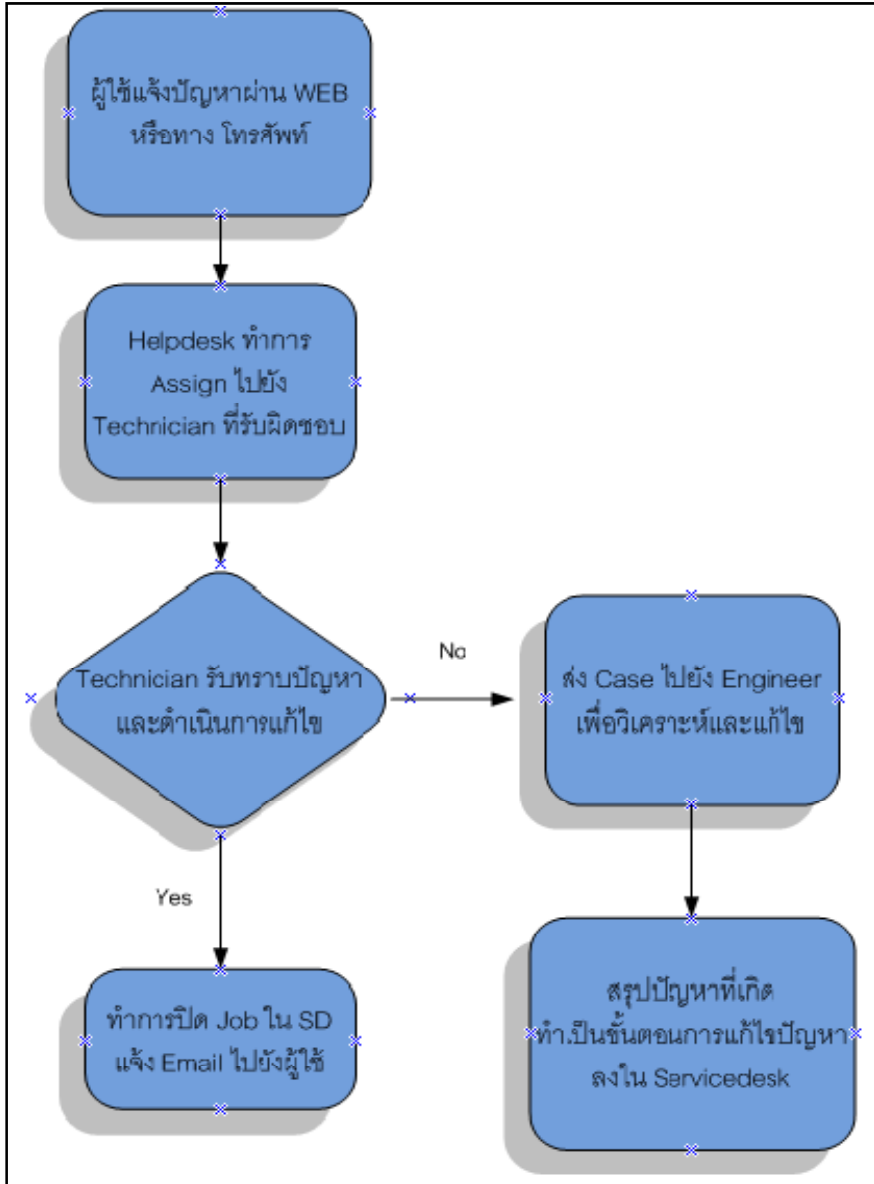 ผู้ใช้แจ้งปัญหาผ่าน WEB
หรือทาง โทรศัพท์
Helpdesk ทำการ
Assign ไปยัง
Technician ที่รับผิดชอบ
Technician รับทราบปัญหา
และดำเนินการแก้ไข
No
ส่ง Case ไปยัง Engineer
เพื่อวิเคราะห์และแก้ไข
Yes
ทำการปิด Job ใน SD
แจ้ง Email ไปยังผู้ใช้
สรุปปัญหาที่เกิด
ทำเป็นขั้นตอนการแก้ไขปัญหา
ลงใน Servicedesk